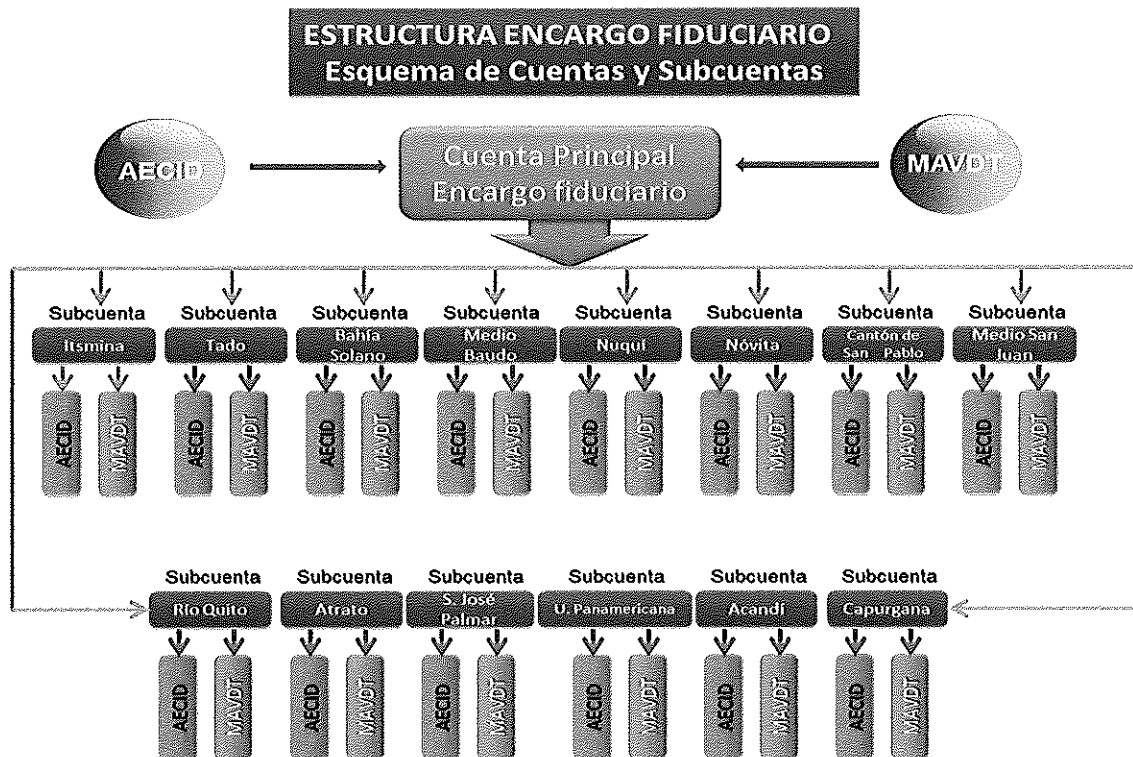 ESTRUCTURA ENCARGO FIDUCIARIO
Esquema de Cuentas y Subcuentas
AECID
Cuenta Principal
Encargo fiduciario
MAVDT
Subcuenta
Itsmina
AECID
MAVDT
Subcuenta
Tado
AECID
MAVDT
Subcuenta
Bahía
Solano
AECID
MAVDT
Subcuenta
Medio
Baudo
AECID
MAVDT
Subcuenta
Nuquí
AECID
MAVDT
Subcuenta
Nóvita
AECID
MAVDT
Subcuenta
Cantón de
San Pablo
AECID
MAVDT
Subcuenta
Medio San
Juan
AECID
MAVDT
Subcuenta
Río Quito
AECID
MAVDT
Subcuenta
Atrato
AECID
MAVDT
Subcuenta
S. José
Palmar
AECID
MAVDT
Subcuenta
U. Panamericana
AECID
MAVDT
Subcuenta
Acandí
AECID
MAVDT
Subcuenta
Capurgana
AECID
MAVDT